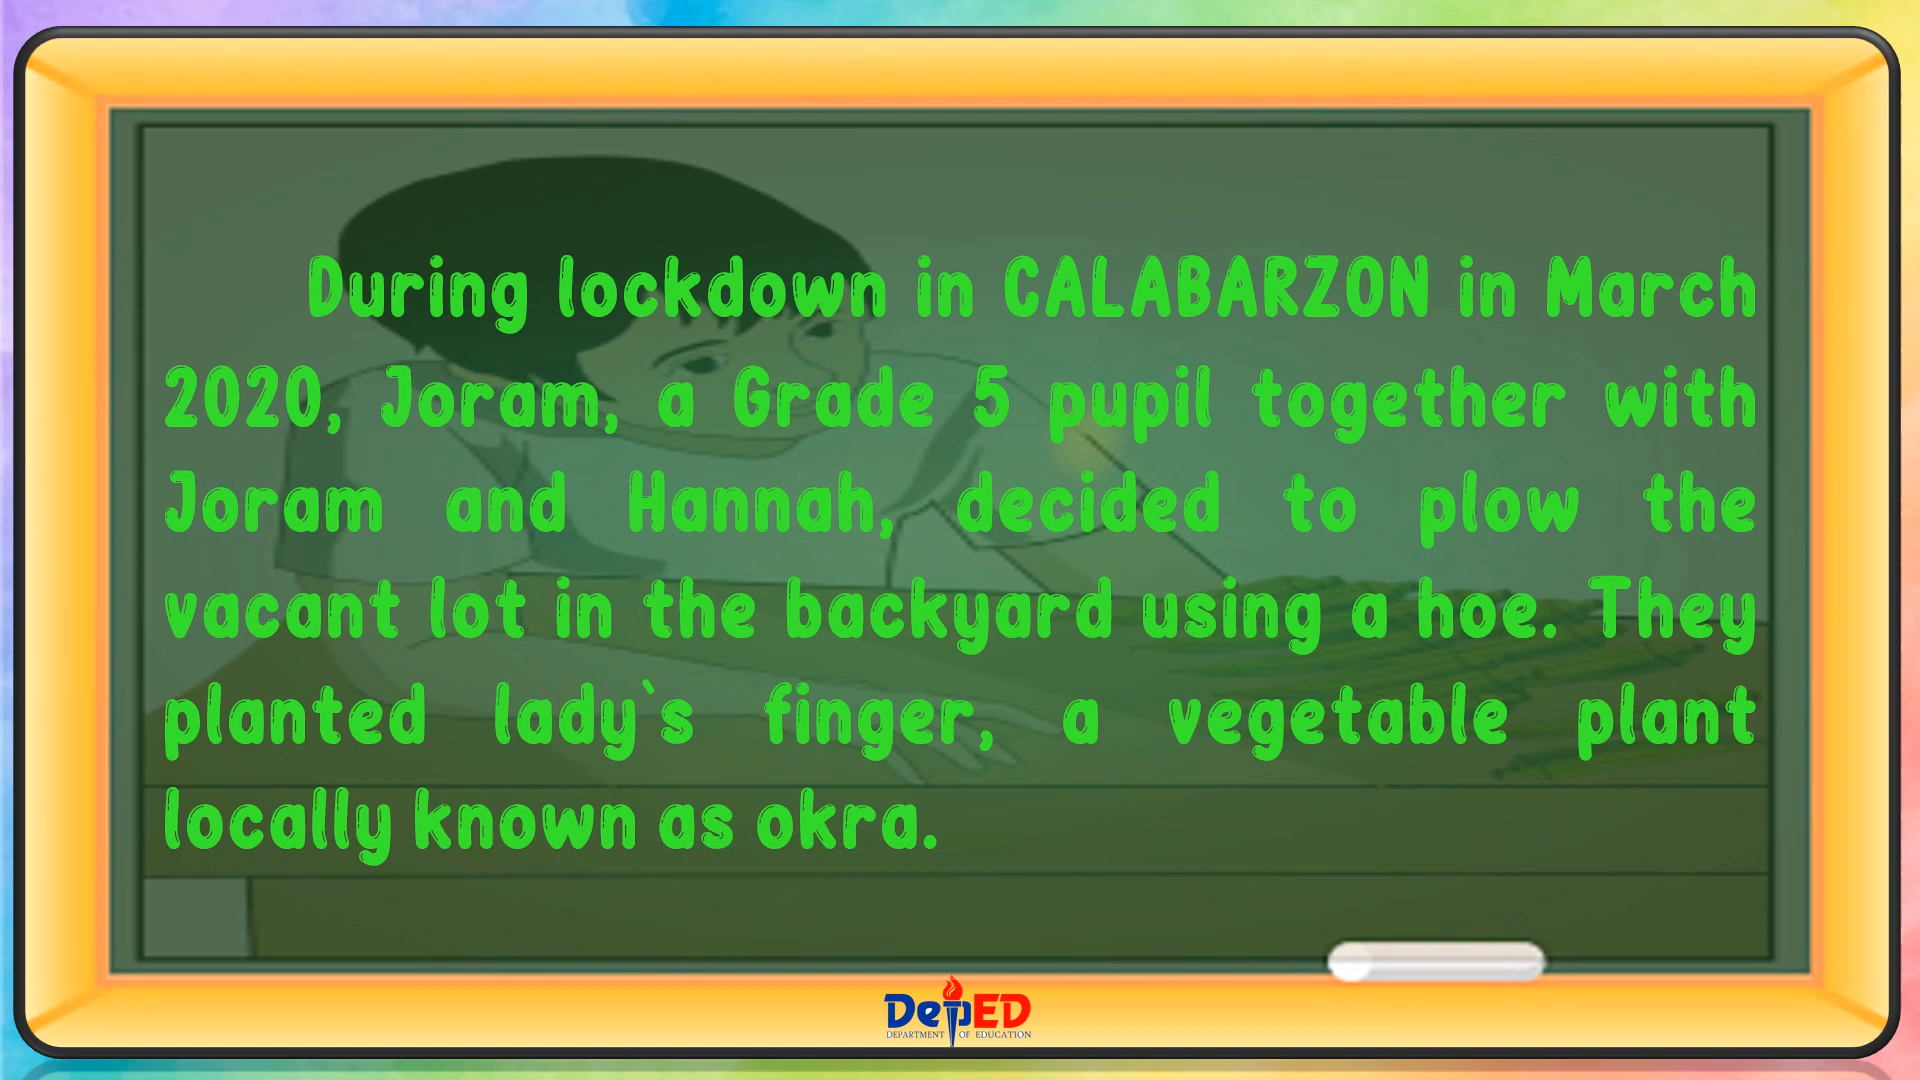 During lockdown in CALABARZON in March
2020, Joram, a Grade 5 pupil together with
Joram and Hannah, decided to plow the
vacant lot in the backyard using a hoe. They
planted lady`s finger, a vegetable plant
locally known as okra.
DepED
DEPARTMENT OF EDUCATION